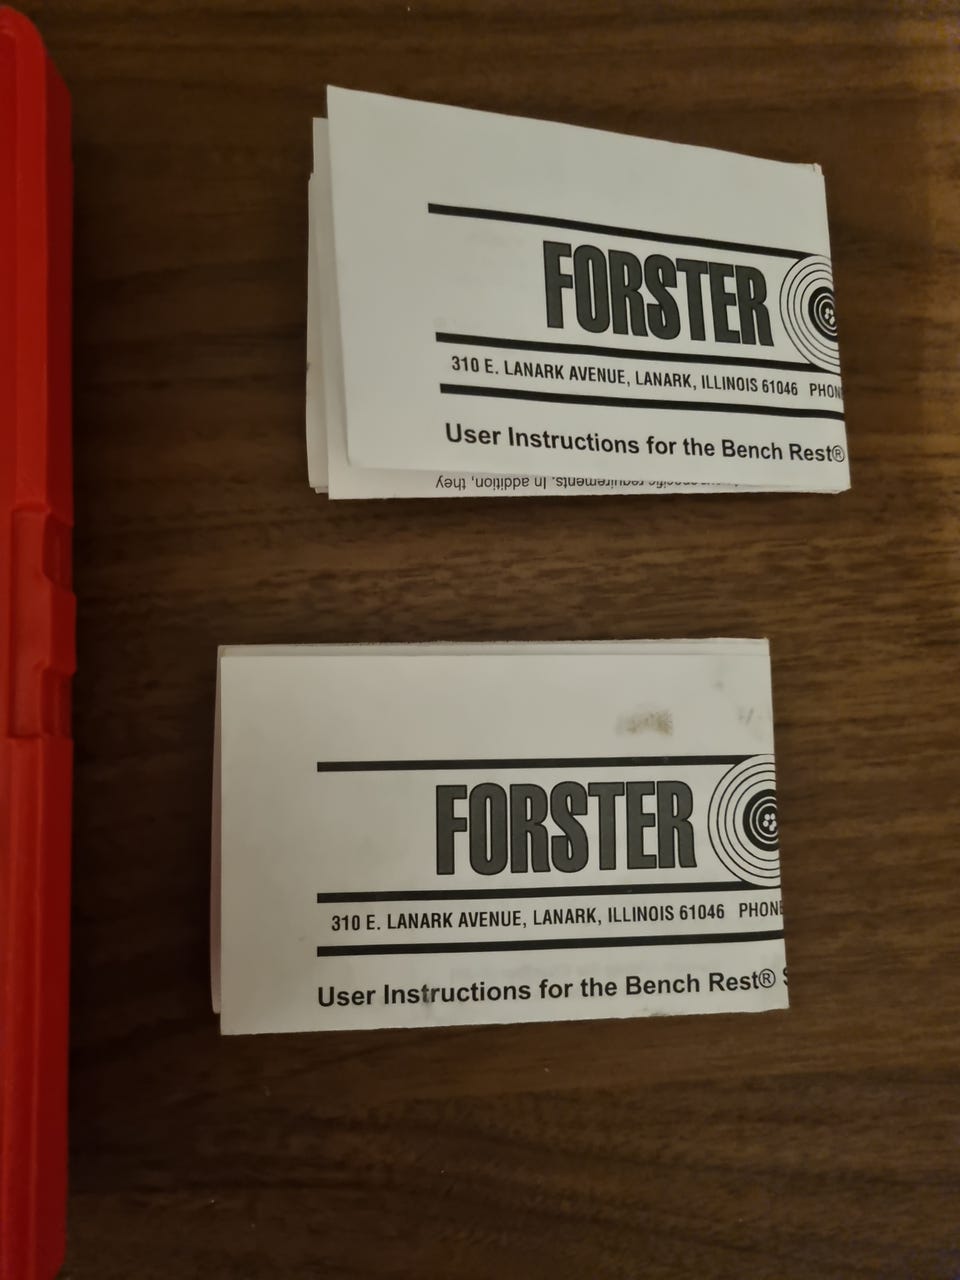 FORSTER
310 E. LANARK AVENUE, LANARK, ILLINOIS 61046 PHON
User Instructions for the Bench Rest®
specific requirements. In addition, they
FORSTER
310 E. LANARK AVENUE, LANARK, ILLINOIS 61046 PHONE
User Instructions for the Bench Rest®